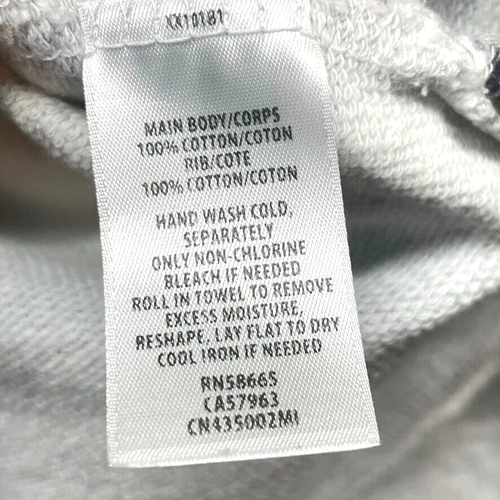 XX10181
MAIN BODY/CORPS
100% COTTON/COTON
RIB/COTE
100% COTTON/COTON
HAND WASH COLD,
SEPARATELY
ONLY NON-CHLORINE
BLEACH IF NEEDED
ROLL IN TOWEL TO REMOVE
EXCESS MOISTURE,
RESHAPE, LAY FLAT TO DRY
COOL IRON IF NEEDED
RN58665
CA57963
CN435002MI